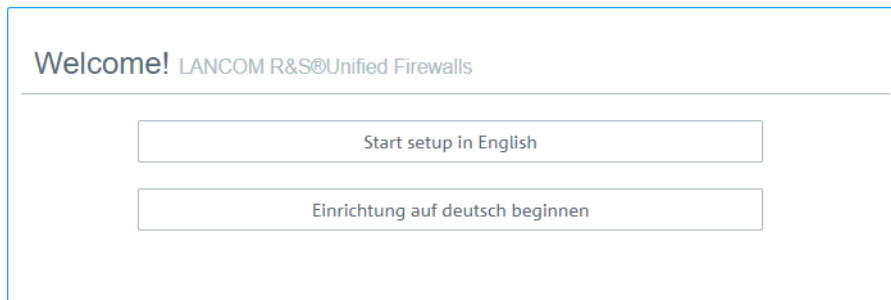 Welcome! LANCOM R&S®Unified Firewalls
Start setup in English
Einrichtung auf deutsch beginnen